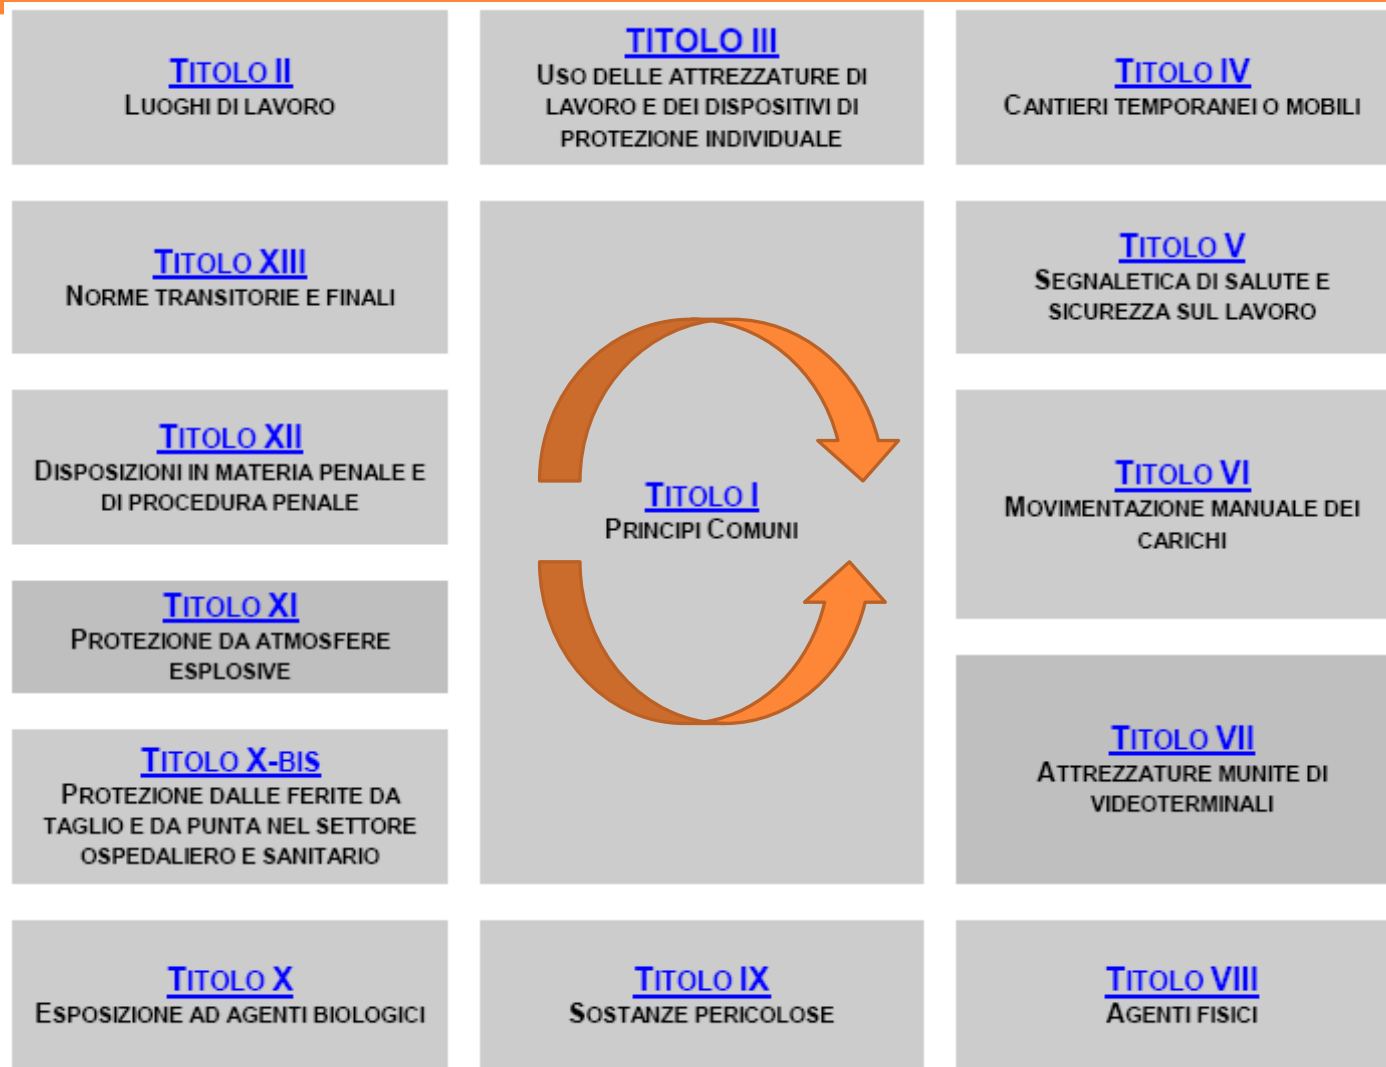 TITOLO II
LUOGHI DI LAVORO
TITOLO III
USO DELLE ATTREZZATURE DI
LAVORO E DEI DISPOSITIVI DI
PROTEZIONE INDIVIDUALE
TITOLO IV
CANTIERI TEMPORANEI O MOBILI
TITOLO XIII
NORME TRANSITORIE E FINALI
TITOLO V
SEGNALETICA DI SALUTE E
SICUREZZA SUL LAVORO
TITOLO XII
DISPOSIZIONI IN MATERIA PENALE E
DI PROCEDURA PENALE
TITOLO I
PRINCIPI COMUNI
TITOLO VI
MOVIMENTAZIONE MANUALE DEI
CARICHI
TITOLO XI
PROTEZIONE DA ATMOSFERE
ESPLOSIVE
TITOLO X-BIS
PROTEZIONE DALLE FERITE DA
TAGLIO E DA PUNTA NEL SETTORE
OSPEDALIERO E SANITARIO
TITOLO VII
ATTREZZATURE MUNITE DI
VIDEOTERMINALI
TITOLO X
ESPOSIZIONE AD AGENTI BIOLOGICI
TITOLO IX
SOSTANZE PERICOLOSE
TITOLO VIII
AGENTI FISICI